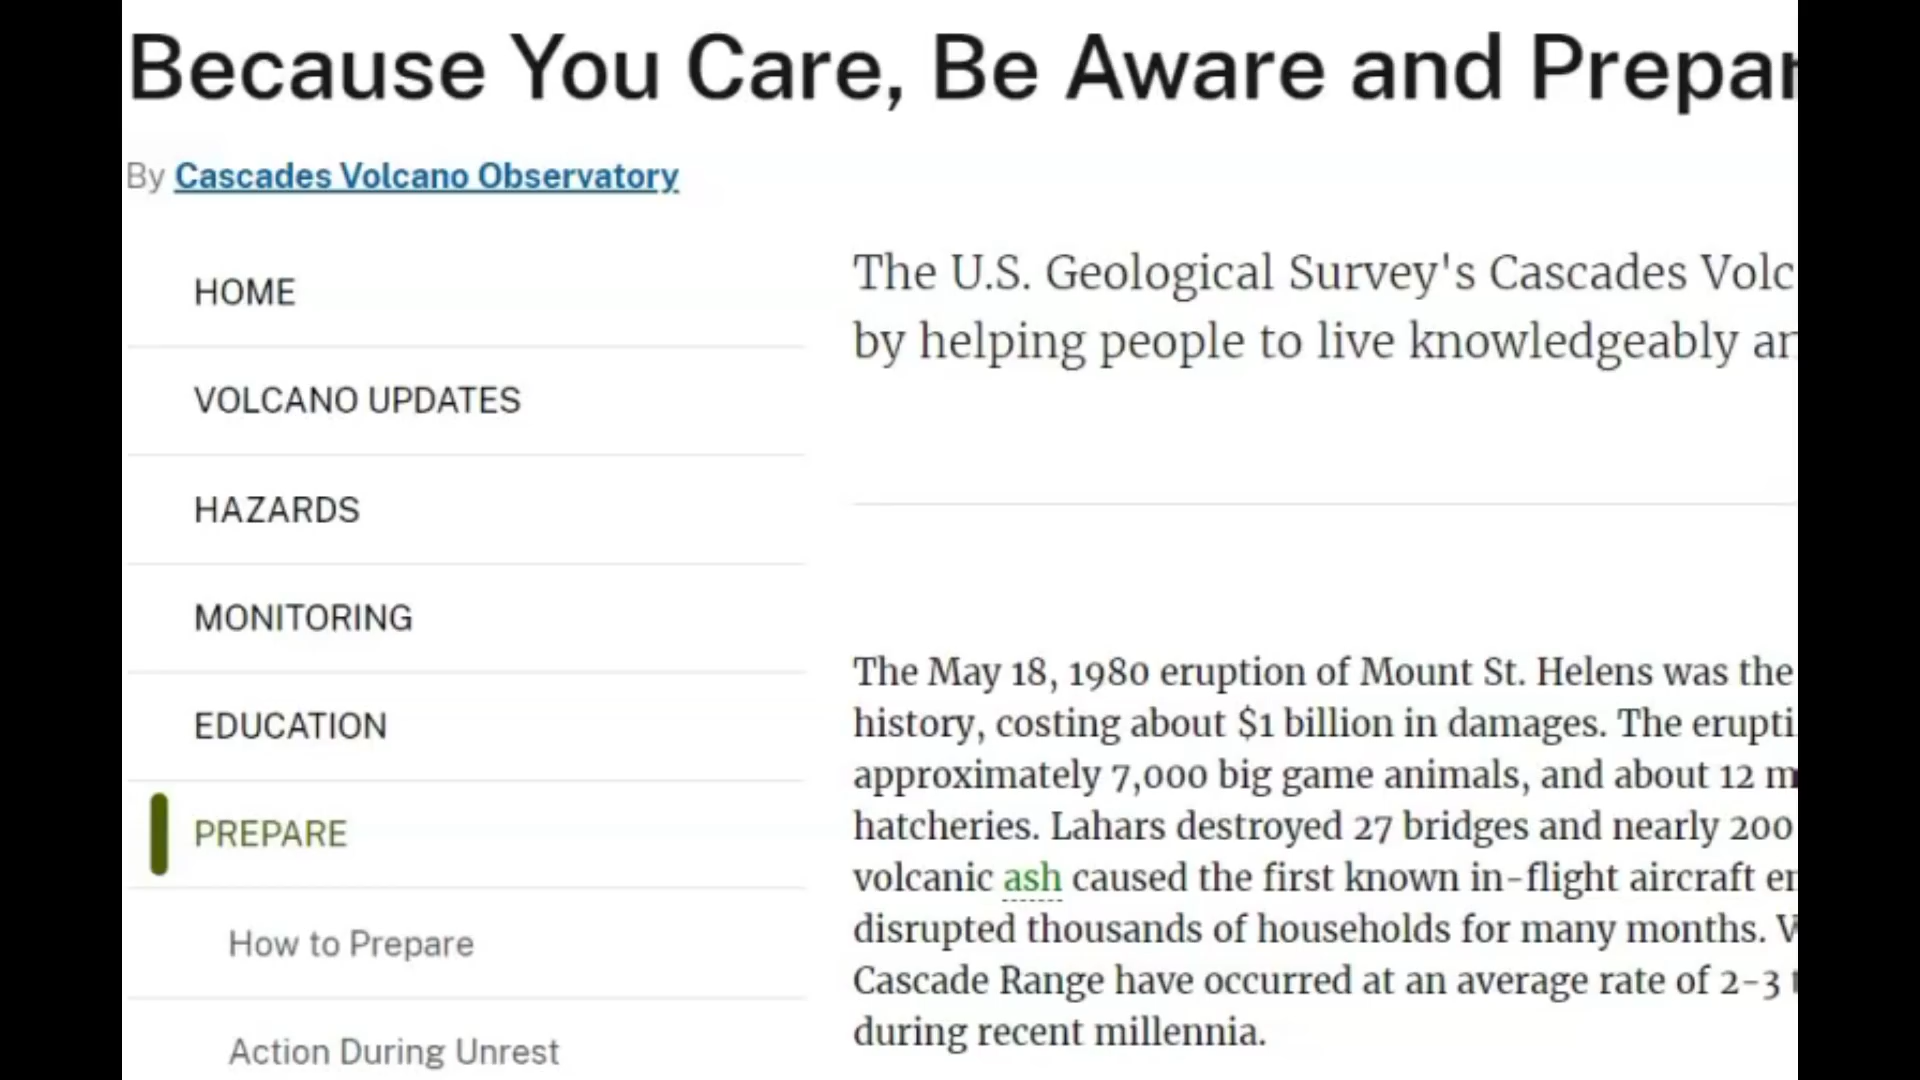 Because You Care, Be Aware and Prepar
By Cascades Volcano Observatory
HOME
VOLCANO UPDATES
HAZARDS
MONITORING
EDUCATION
PREPARE
How to Prepare
Action During Unrest
The U.S. Geological Survey's Cascades Volc
by helping people to live knowledgeably an
The May 18, 1980 eruption of Mount St. Helens was the
history, costing about $1 billion in damages. The erupti
approximately 7,000 big game animals, and about 12 m
hatcheries. Lahars destroyed 27 bridges and nearly 200
volcanic ash caused the first known in-flight aircraft
disrupted thousands of households for many months.
Cascade Range have occurred at an average rate of 2-3
during recent millennia.